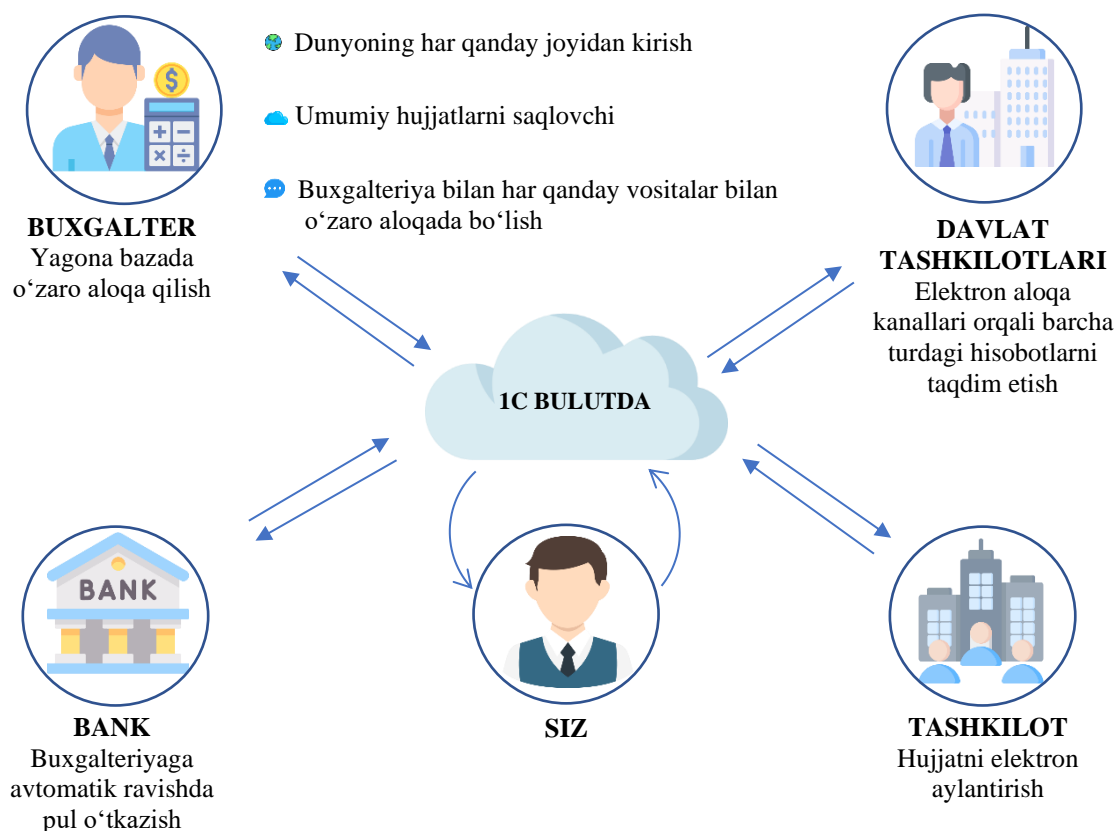 Dunyoning har qanday joyidan kirish
Umumiy hujjatlarni saqlovchi
Buxgalteriya bilan har qanday vositalar bilan
o‘zaro aloqada bo‘lish
$
BUXGALTER
Yagona bazada
o‘zaro aloqa qilish
DAVLAT
TASHKILOTLARI
Elektron aloqa
kanallari orqali barcha
turdagi hisobotlarni
taqdim etish
1C BULUTDA
BANK
BANK
Buxgalteriyaga
avtomatik ravishda
pul o‘tkazish
SIZ
TASHKILOT
Hujjatni elektron
aylantirish